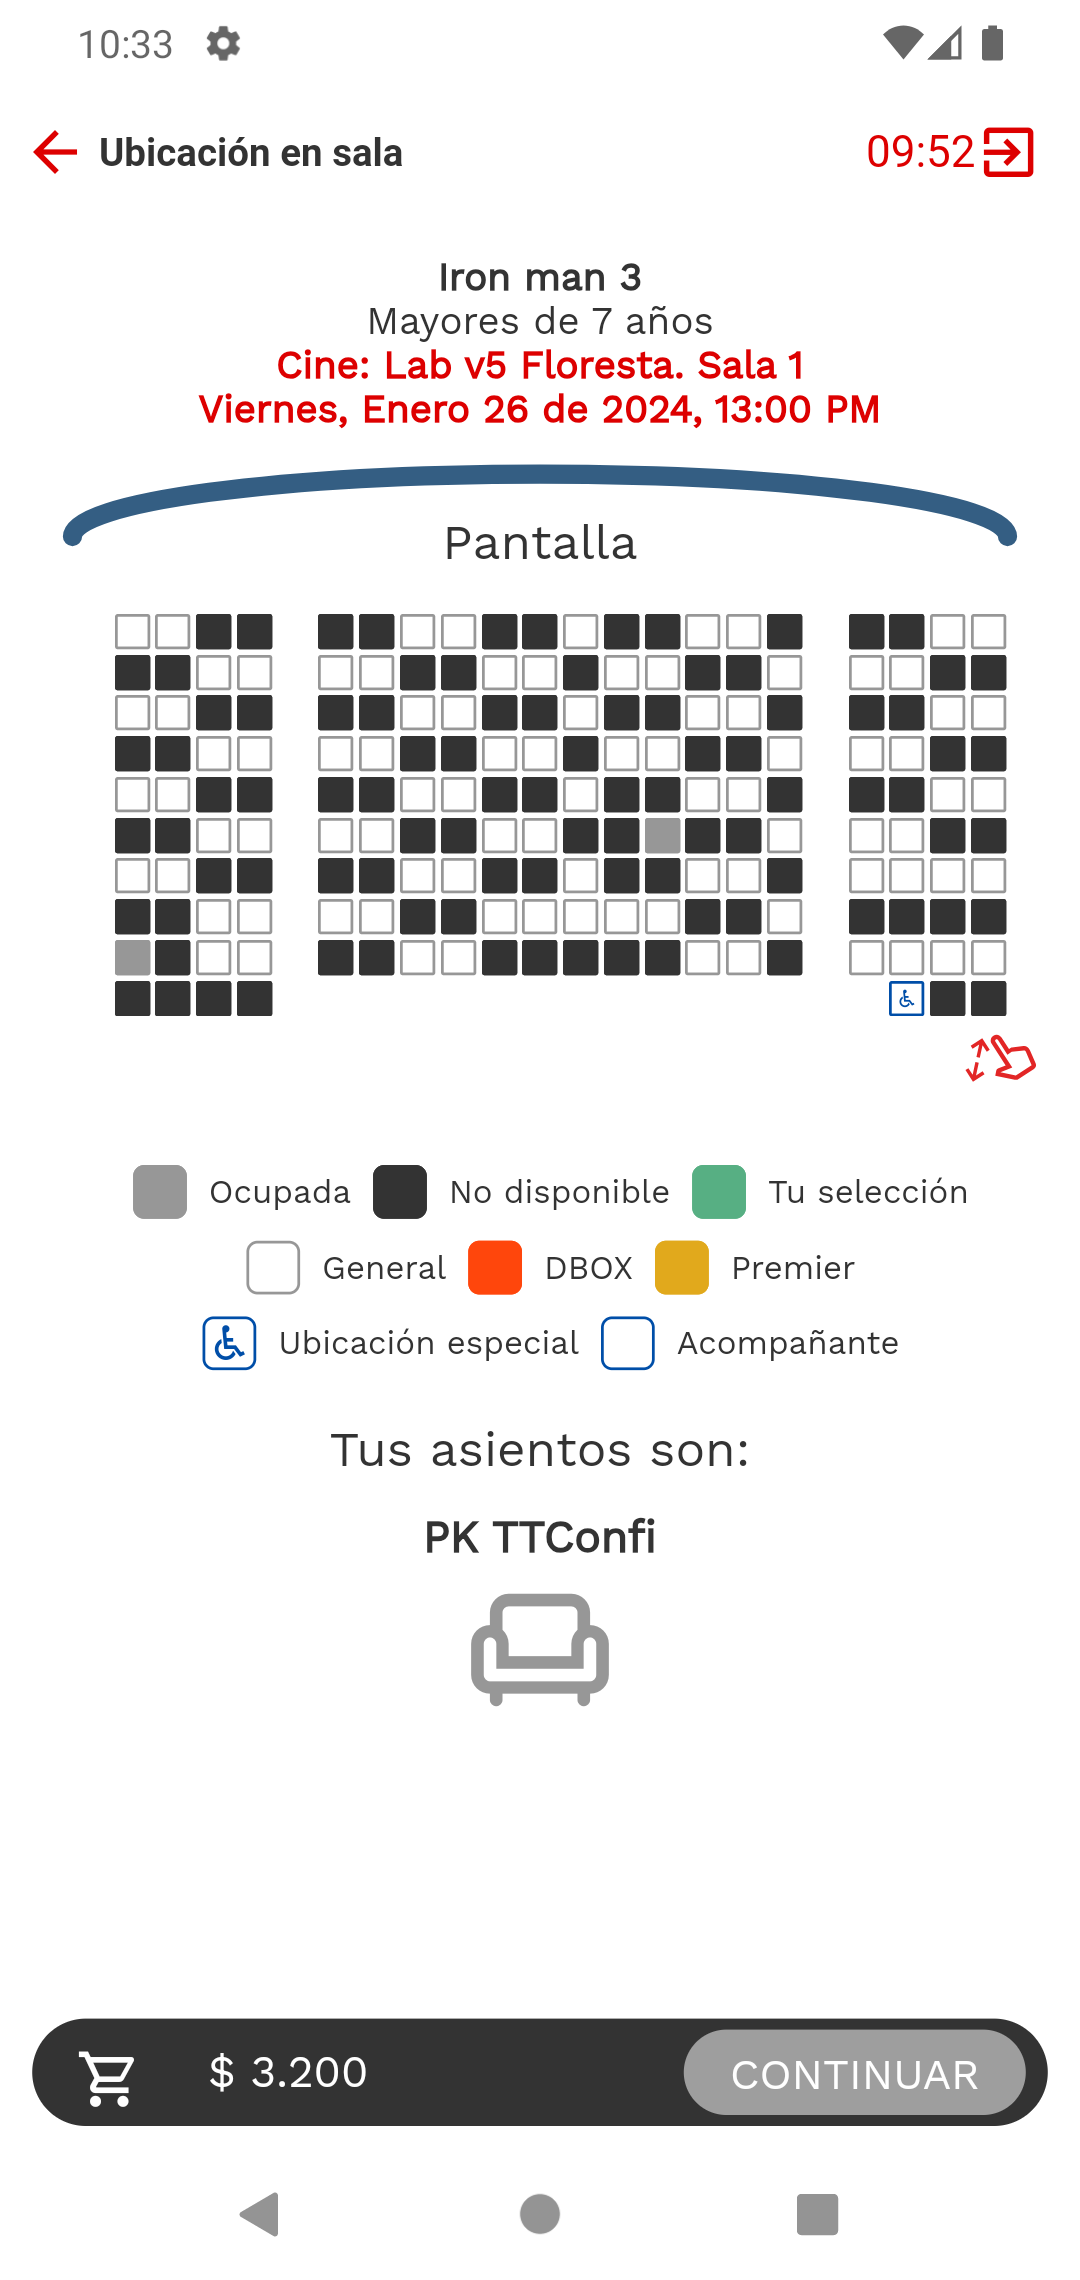 10:33
Ubicación en sala
09:52
Iron man 3
Mayores de 7 años
Cine: Lab v5 Floresta. Sala 1
Viernes, Enero 26 de 2024, 13:00 PM
Pantalla
Ocupada No disponible Tu selección
General DBOX Premier
Ubicación especial Acompañante
Tus asientos son:
PK TTConfi
$ 3.200
CONTINUAR